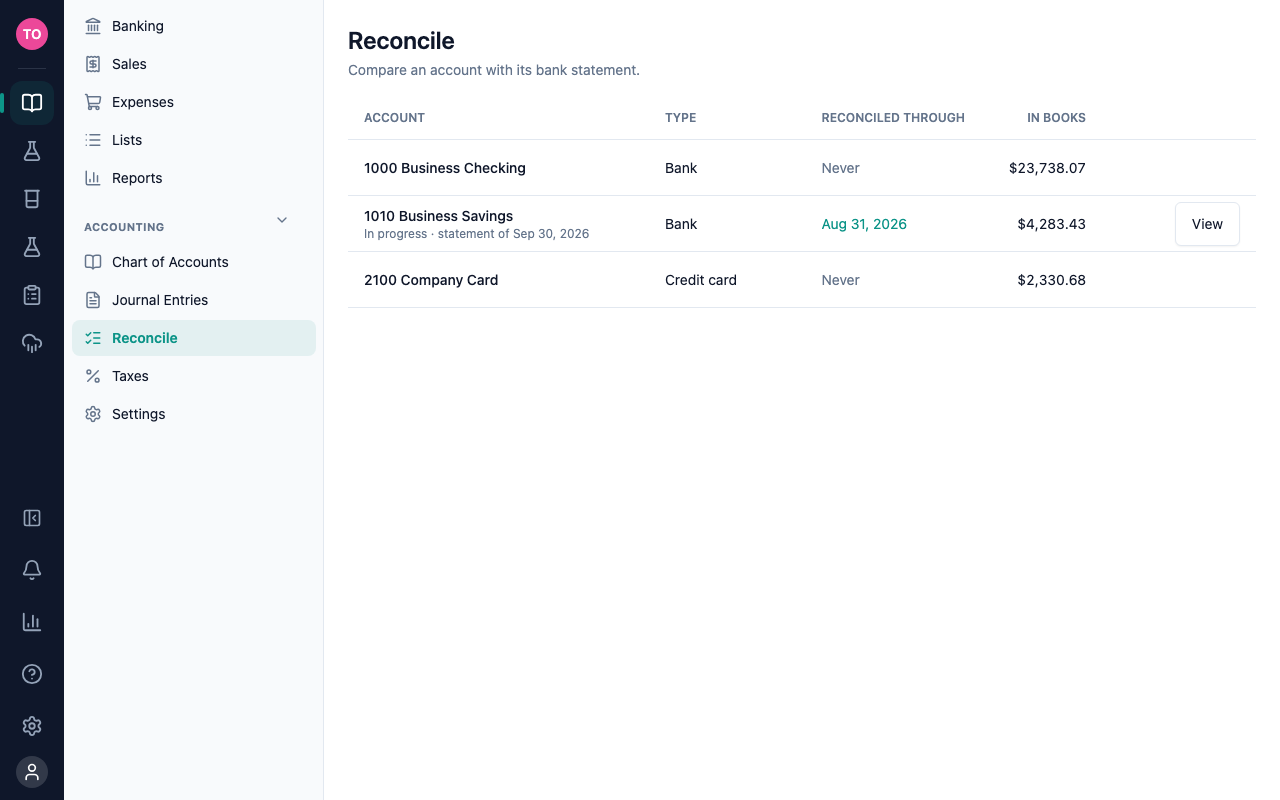 TO
Banking
Sales
Expenses
Lists
Reports
ACCOUNTING
Chart of Accounts
Journal Entries
Reconcile
Taxes
Settings
Reconcile
Compare an account with its bank statement.
ACCOUNT TYPE RECONCILED THROUGH IN BOOKS
1000 Business Checking Bank Never $23,738.07
1010 Business Savings Bank Aug 31, 2026 $4,283.43 View
In progress · statement of Sep 30, 2026
2100 Company Card Credit card Never $2,330.68